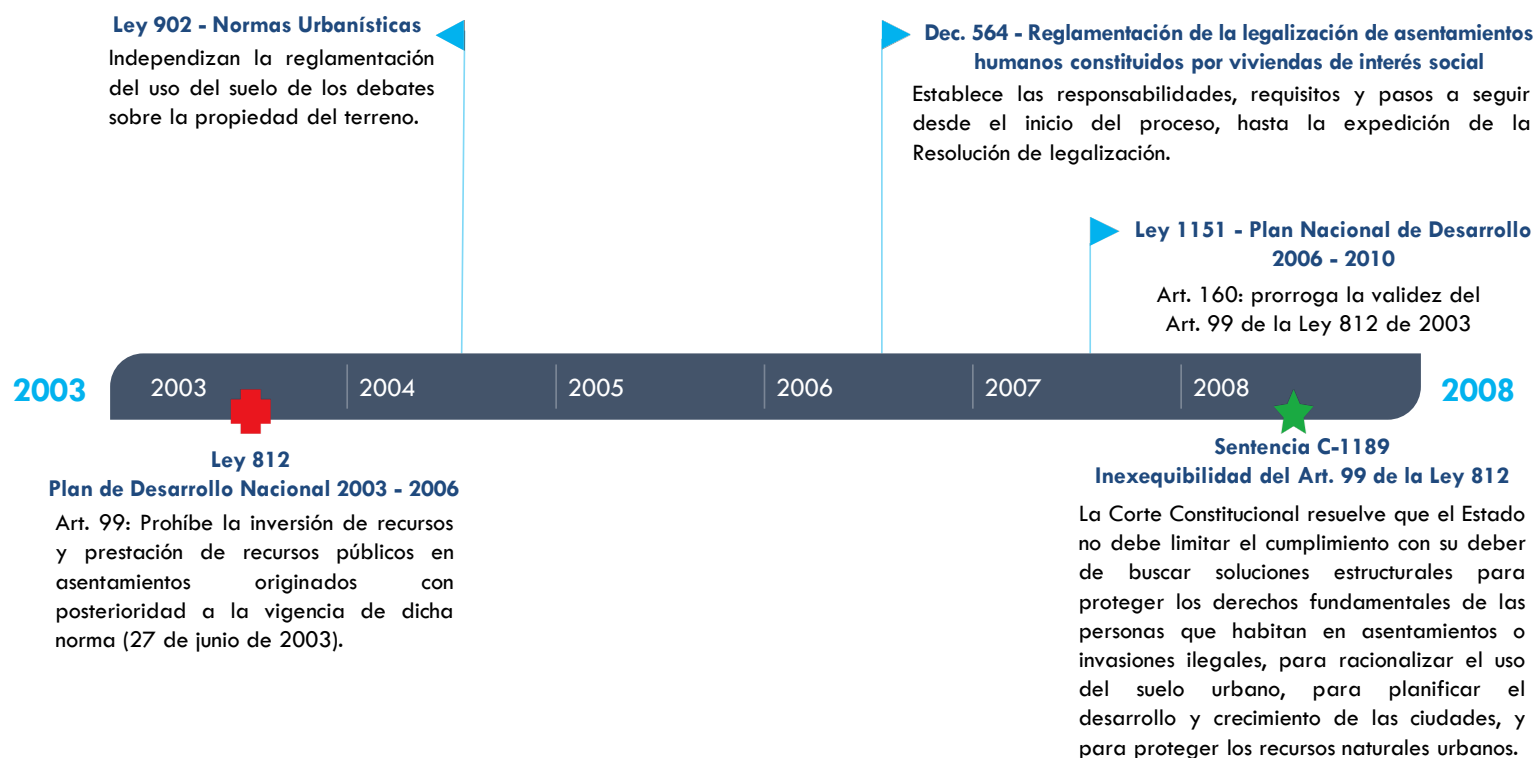 Ley 902 - Normas Urbanísticas
Independizan la reglamentación
del uso del suelo de los debates
sobre la propiedad del terreno.
Dec. 564 - Reglamentación de la legalización de asentamientos
humanos constituidos por viviendas de interés social
Establece las responsabilidades, requisitos y pasos a seguir
desde el inicio del proceso, hasta la expedición de la
Resolución de legalización.
Ley 1151 - Plan Nacional de Desarrollo
2006 - 2010
Art. 160: prorroga la validez del
Art. 99 de la Ley 812 de 2003
2003
2003
2004
2005
2006
2007
2008
2008
Ley 812
Plan de Desarrollo Nacional 2003 - 2006
Art. 99: Prohíbe la inversión de recursos
y prestación de recursos públicos en
asentamientos originados con
posterioridad a la vigencia de dicha
norma (27 de junio de 2003).
Sentencia C-1189
Inexequibilidad del Art. 99 de la Ley 812
La Corte Constitucional resuelve que el Estado
no debe limitar el cumplimiento con su deber
de buscar soluciones estructurales para
proteger los derechos fundamentales de las
personas que habitan en asentamientos o
invasiones ilegales, para racionalizar el uso
del suelo urbano, para planificar el
desarrollo y crecimiento de las ciudades, y
para proteger los recursos naturales urbanos.